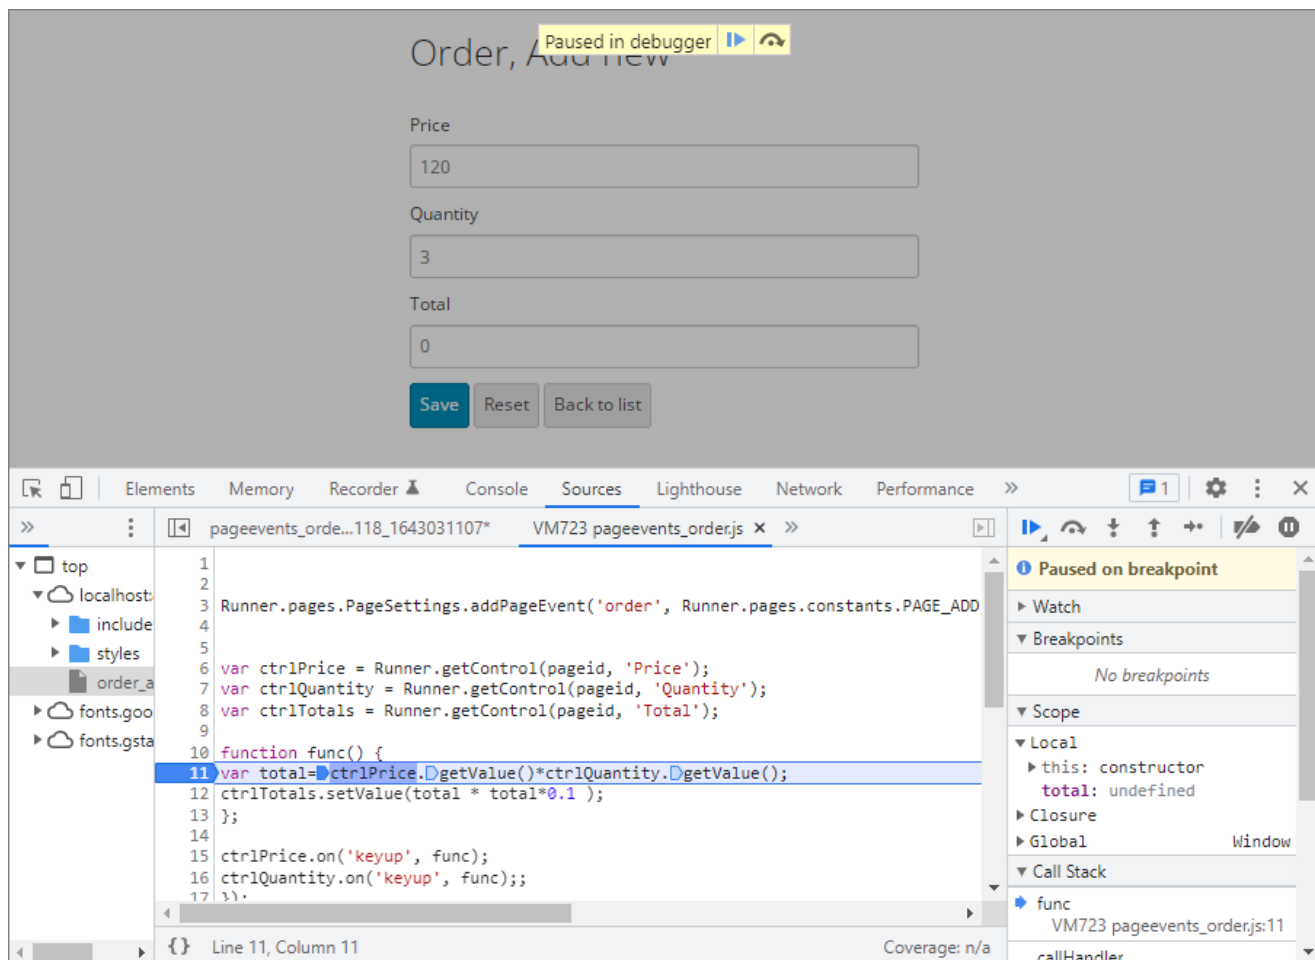 Order, Add new
Paused in debugger
Price
120
Quantity
3
Total
0
Save Reset Back to list
Elements Memory Recorder Console Sources Lighthouse Network Performance » 1
» pageevents_orde...118_1643031107* VM723 pageevents_order.js × »
top
localhost:
include
styles
order_a
fonts.goo
fonts.gsta
1
2
3 Runner.pages.PageSettings.addPageEvent('order', Runner.pages.constants.PAGE_ADD
4
5
6 var ctrlPrice = Runner.getControl(pageid, 'Price');
7 var ctrlQuantity = Runner.getControl(pageid, 'Quantity');
8 var ctrlTotals = Runner.getControl(pageid, 'Total');
9
10 function func() {
11 var total=ctrlPrice.getValue()*ctrlQuantity.getValue();
12 ctrlTotals.setValue(total * total*0.1 );
13 };
14
15 ctrlPrice.on('keyup', func);
16 ctrlQuantity.on('keyup', func);;
17 });
{} Line 11, Column 11 Coverage: n/a
Paused on breakpoint
Watch
Breakpoints
No breakpoints
Scope
Local
this: constructor
total: undefined
Closure
Global Window
Call Stack
func
VM723 pageevents_order.js:11
callHandler